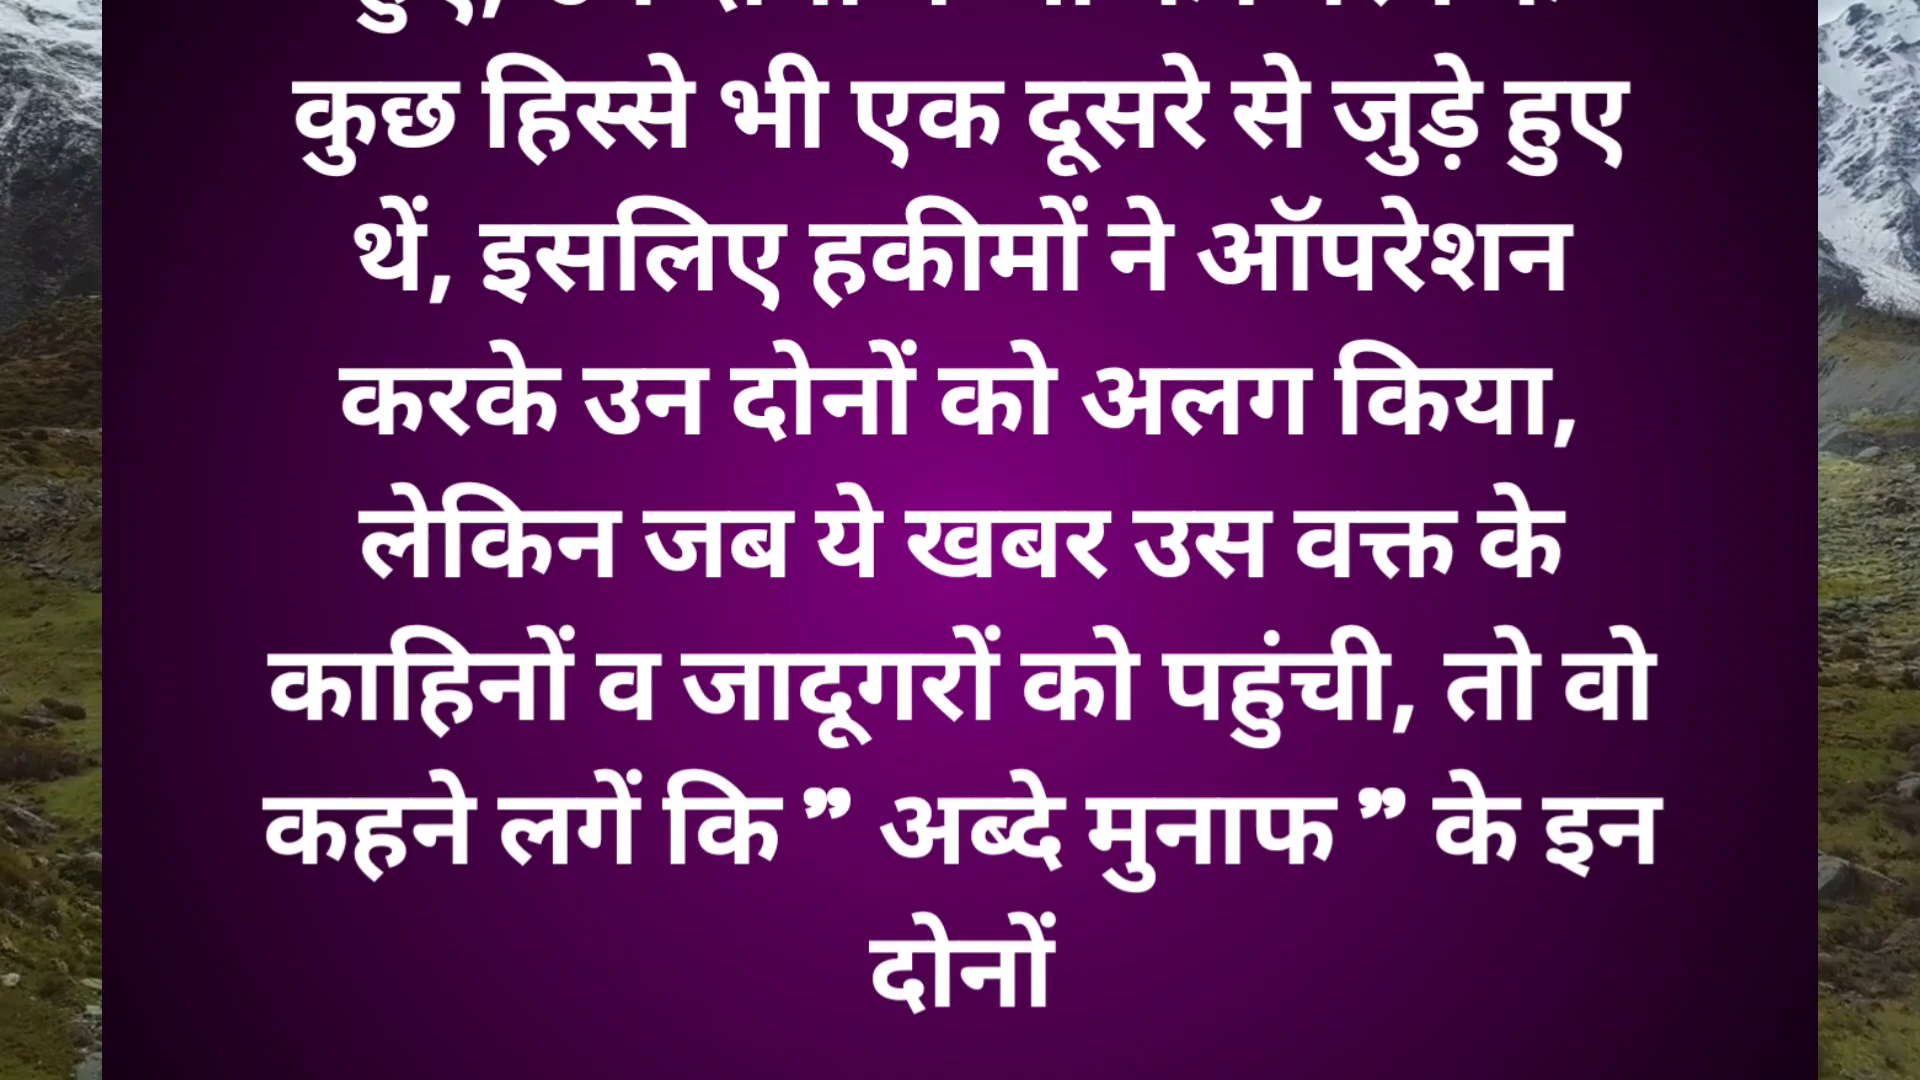 कुछ हिस्से भी एक दूसरे से जुड़े हुए
थें, इसलिए हकीमों ने ऑपरेशन
करके उन दोनों को अलग किया,
लेकिन जब ये खबर उस वक्त के
काहिनों व जादूगरों को पहुंची, तो वो
कहने लगें कि ” अब्दे मुनाफ ” के इन
दोनों